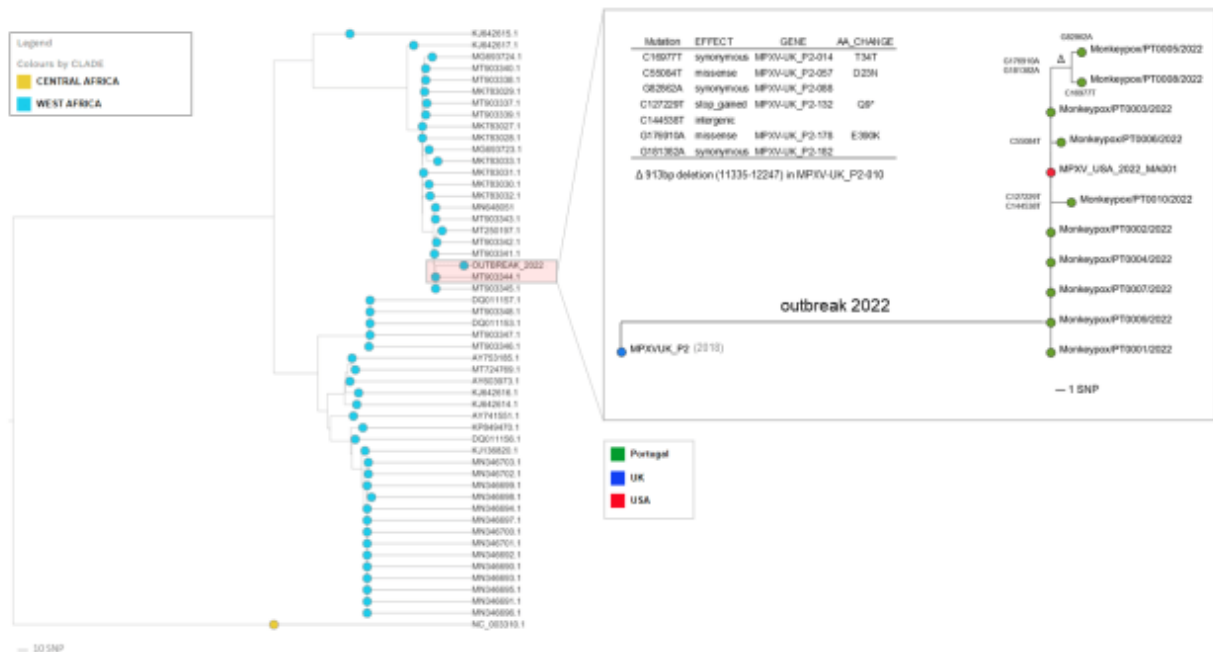 Legend
Colours by CLADE
CENTRAL AFRICA
WEST AFRICA
KJ642615.1
KJ642617.1
MG693724.1
MT903340.1
MT903338.1
MK783029.1
MT903337.1
MT903339.1
MK783027.1
MK783028.1
MG693723.1
MK783033.1
MK783031.1
MK783030.1
MK783032.1
MN648051
MT903343.1
MT250197.1
MT903342.1
MT903341.1
OUTBREAK_2022
MT903344.1
MT903345.1
DQ011157.1
MT903348.1
DQ011153.1
MT903347.1
MT903346.1
AY753185.1
MT724769.1
AY603973.1
KJ642616.1
KJ642614.1
AY741551.1
KP849470.1
DQ011156.1
KJ136820.1
MN346703.1
MN346702.1
MN346699.1
MN346698.1
MN346694.1
MN346697.1
MN346700.1
MN346701.1
MN346692.1
MN346690.1
MN346693.1
MN346695.1
MN346691.1
MN346696.1
NC_003310.1
10 SNP
Mutation EFFECT GENE AA_CHANGE
C16977T synonymous MPXV-UK_P2-014 T34T
C55084T missense MPXV-UK_P2-057 D23N
G82862A synonymous MPXV-UK_P2-088
C127229T stop_gained MPXV-UK_P2-132 Q9*
C144538T intergenic
G176910A missense MPXV-UK_P2-178 E390K
G181382A synonymous MPXV-UK_P2-182
Δ 913bp deletion (11335-12247) in MPXV-UK_P2-010
G82862A
Monkeypox/PT0005/2022
G176910A
G181382A
Δ
Monkeypox/PT0008/2022
C16977T
Monkeypox/PT0003/2022
C55084T
Monkeypox/PT0006/2022
MPXV_USA_2022_MA001
C127229T
C144538T
Monkeypox/PT0010/2022
Monkeypox/PT0002/2022
Monkeypox/PT0004/2022
Monkeypox/PT0007/2022
outbreak 2022
Monkeypox/PT0009/2022
MPXVUK_P2 (2018)
Monkeypox/PT0001/2022
1 SNP
Portugal
UK
USA